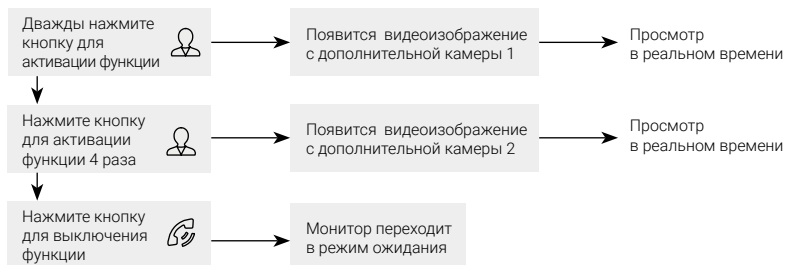 Дважды нажмите
кнопку для
активации функции
Появится видеоизображение
с дополнительной камеры 1
Просмотр
в реальном времени
Нажмите кнопку
для активации
функции 4 раза
Появится видеоизображение
с дополнительной камеры 2
Просмотр
в реальном времени
Нажмите кнопку
для выключения
функции
Монитор переходит
в режим ожидания